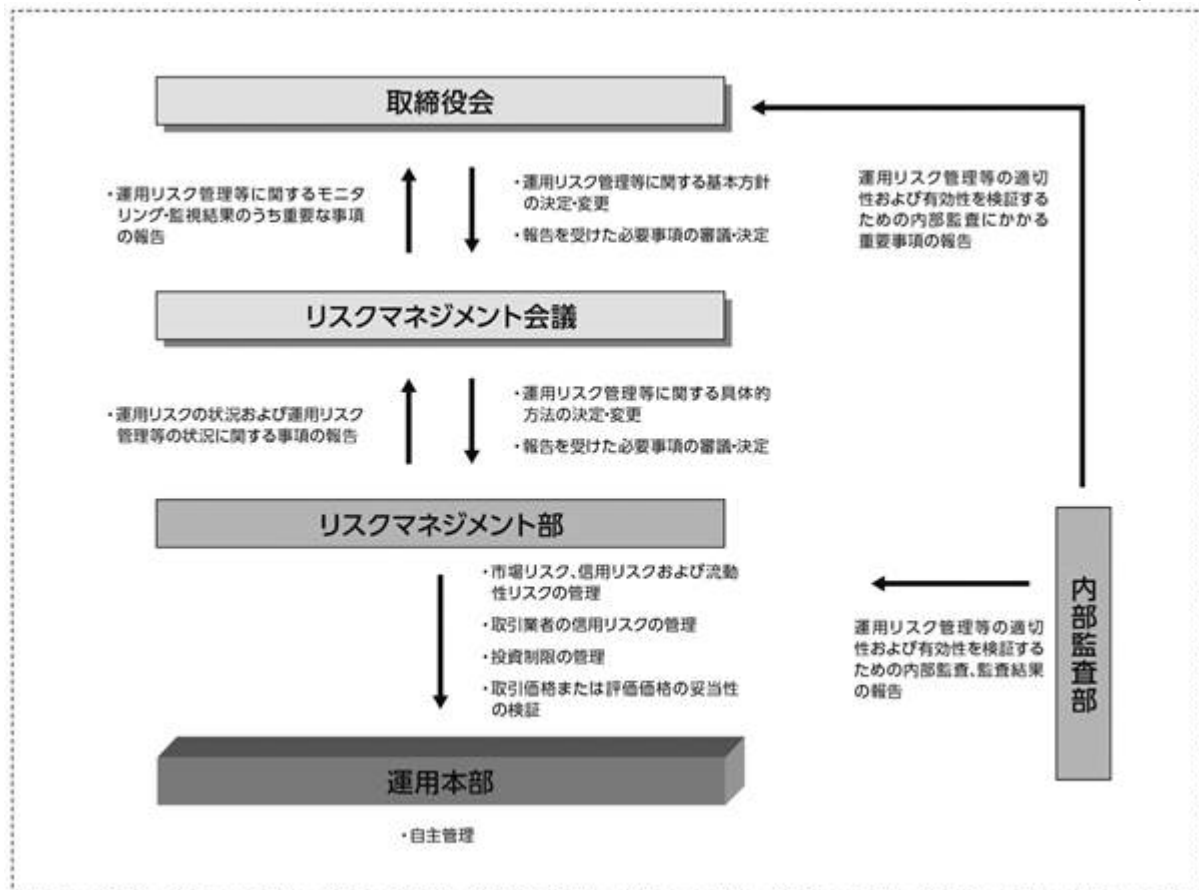 取締役会
・運用リスク管理等に関するモニタ
リング・監視結果のうち重要な事項
の報告
・運用リスク管理等に関する基本方針
の決定・変更
・報告を受けた必要事項の審議・決定
運用リスク管理等の適切
性および有効性を検証する
ための内部監査にかかる
重要事項の報告
リスクマネジメント会議
・運用リスクの状況および運用リスク
管理等の状況に関する事項の報告
・運用リスク管理等に関する具体的
方法の決定・変更
・報告を受けた必要事項の審議・決定
リスクマネジメント部
・市場リスク、信用リスクおよび流動
性リスクの管理
・取引業者の信用リスクの管理
・投資制限の管理
・取引価格または評価価格の妥当性
の検証
運用リスク管理等の適切
性および有効性を検証する
ための内部監査、監査結果
の報告
内部監査部
運用本部
・自主管理